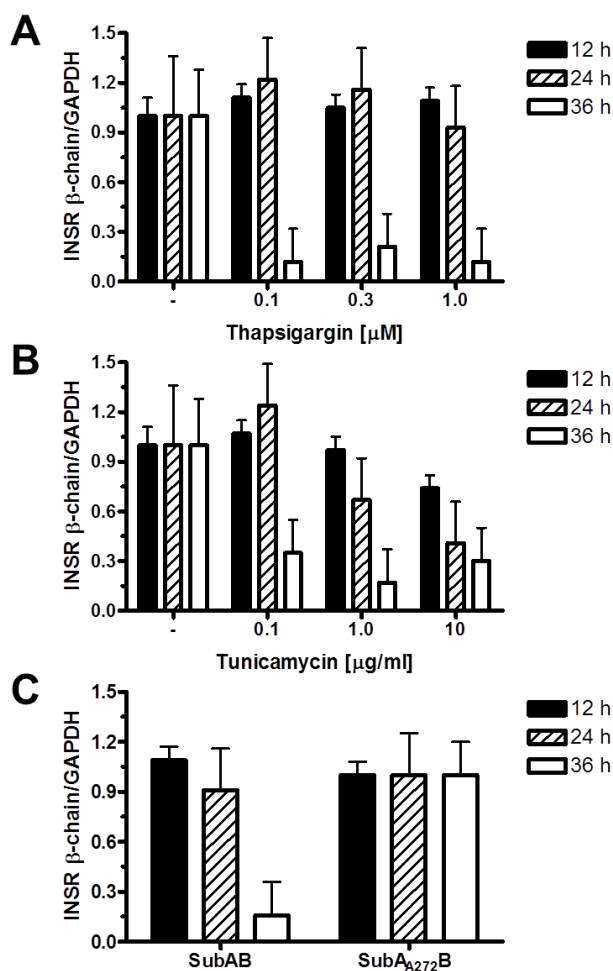 A
INSR β-chain/GAPDH
1.5
1.2
0.9
0.6
0.3
0.0
- 0.1 0.3 1.0
Thapsigargin [μM]
12 h
24 h
36 h
B
INSR β-chain/GAPDH
1.5
1.2
0.9
0.6
0.3
0.0
- 0.1 1.0 10
Tunicamycin [μg/ml]
12 h
24 h
36 h
C
INSR β-chain/GAPDH
1.5
1.2
0.9
0.6
0.3
0.0
SubAB SubA_A272B
12 h
24 h
36 h